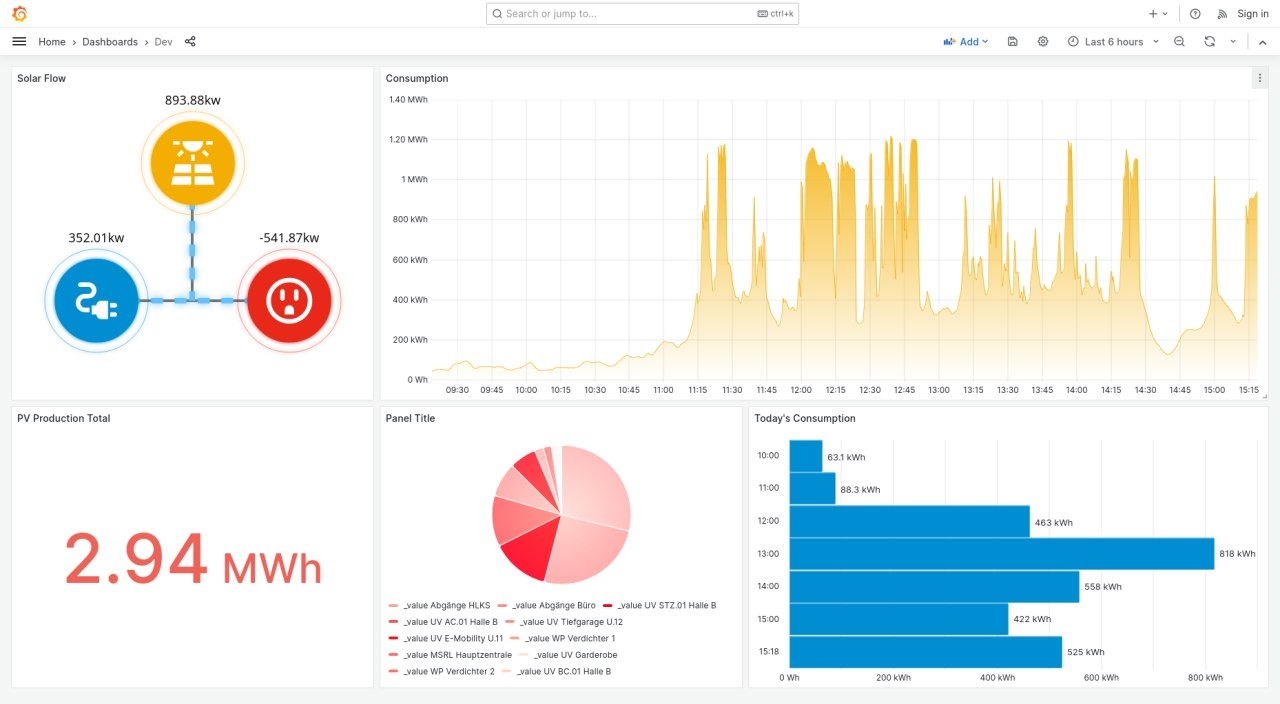 Search or jump to... ctrl+k Sign in
Home › Dashboards › Dev Add Last 6 hours
Solar Flow
893.88kw
352.01kw -541.87kw
Consumption
1.40 MWh
1.20 MWh
1 MWh
800 kWh
600 kWh
400 kWh
200 kWh
0 Wh
09:30 09:45 10:00 10:15 10:30 10:45 11:00 11:15 11:30 11:45 12:00 12:15 12:30 12:45 13:00 13:15 13:30 13:45 14:00 14:15 14:30 14:45 15:00 15:15
PV Production Total
2.94 MWh
Panel Title
_value Abgänge HLKS _value Abgänge Büro _value UV STZ.01 Halle B
_value UV AC.01 Halle B _value UV Tiefgarage U.12
_value UV E-Mobility U.11 _value WP Verdichter 1
_value MSRL Hauptzentrale _value UV Garderobe
_value WP Verdichter 2 _value UV BC.01 Halle B
Today's Consumption
10:00 63.1 kWh
11:00 88.3 kWh
12:00 463 kWh
13:00 818 kWh
14:00 558 kWh
15:00 422 kWh
15:18 525 kWh
0 Wh 200 kWh 400 kWh 600 kWh 800 kWh